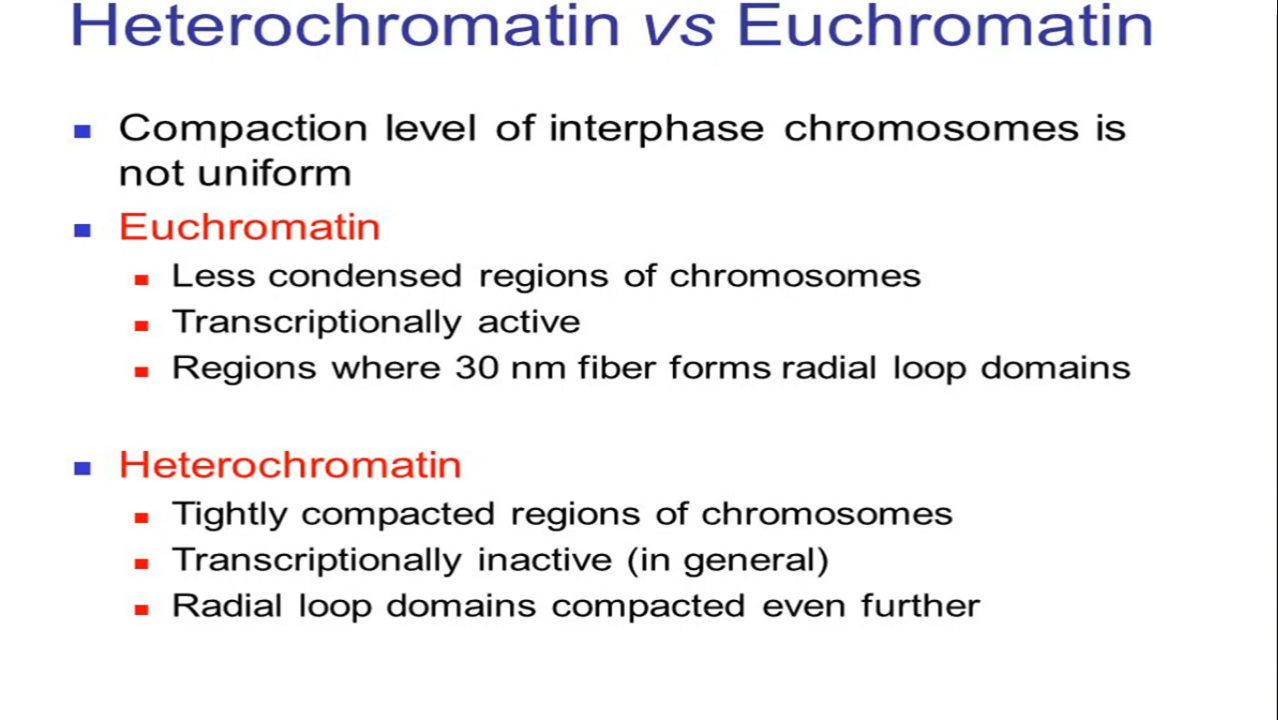 Heterochromatin vs Euchromatin
Compaction level of interphase chromosomes is
not uniform
Euchromatin
Less condensed regions of chromosomes
Transcriptionally active
Regions where 30 nm fiber forms radial loop domains
Heterochromatin
Tightly compacted regions of chromosomes
Transcriptionally inactive (in general)
Radial loop domains compacted even further